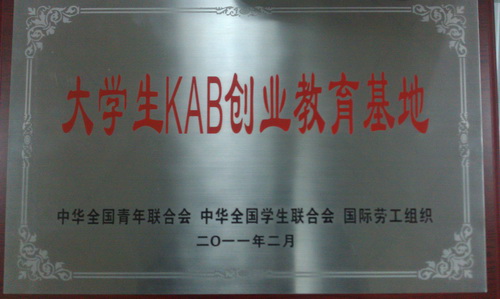 大学生KAB创业教育基地
中华全国青年联合会 中华全国学生联合会 国际劳工组织
二〇一一年二月